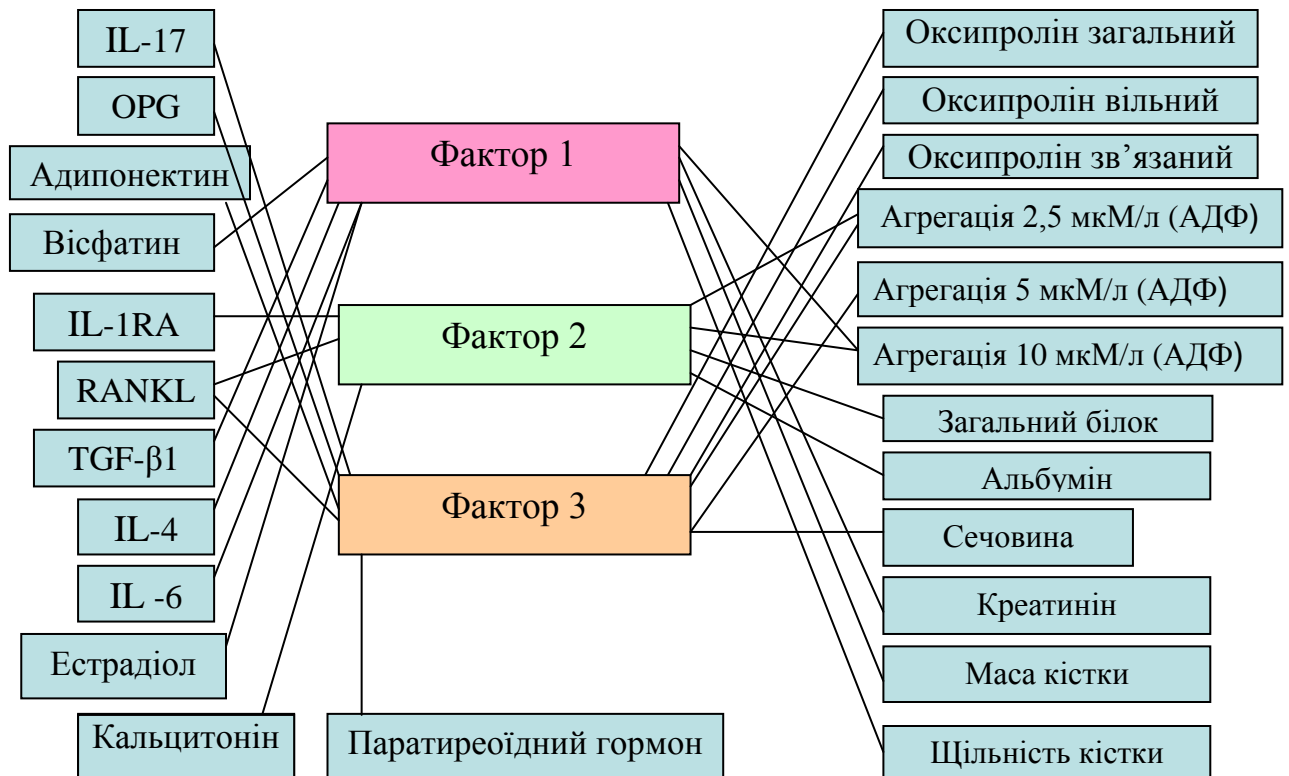 IL-17
OPG
Адипонектин
Вісфатин
IL-1RA
RANKL
TGF-β1
IL-4
IL -6
Естрадіол
Кальцитонін
Фактор 1
Фактор 2
Фактор 3
Паратиреоїдний гормон
Оксипролін загальний
Оксипролін вільний
Оксипролін зв’язаний
Агрегація 2,5 мкМ/л (АДФ)
Агрегація 5 мкМ/л (АДФ)
Агрегація 10 мкМ/л (АДФ)
Загальний білок
Альбумін
Сечовина
Креатинін
Маса кістки
Щільність кістки